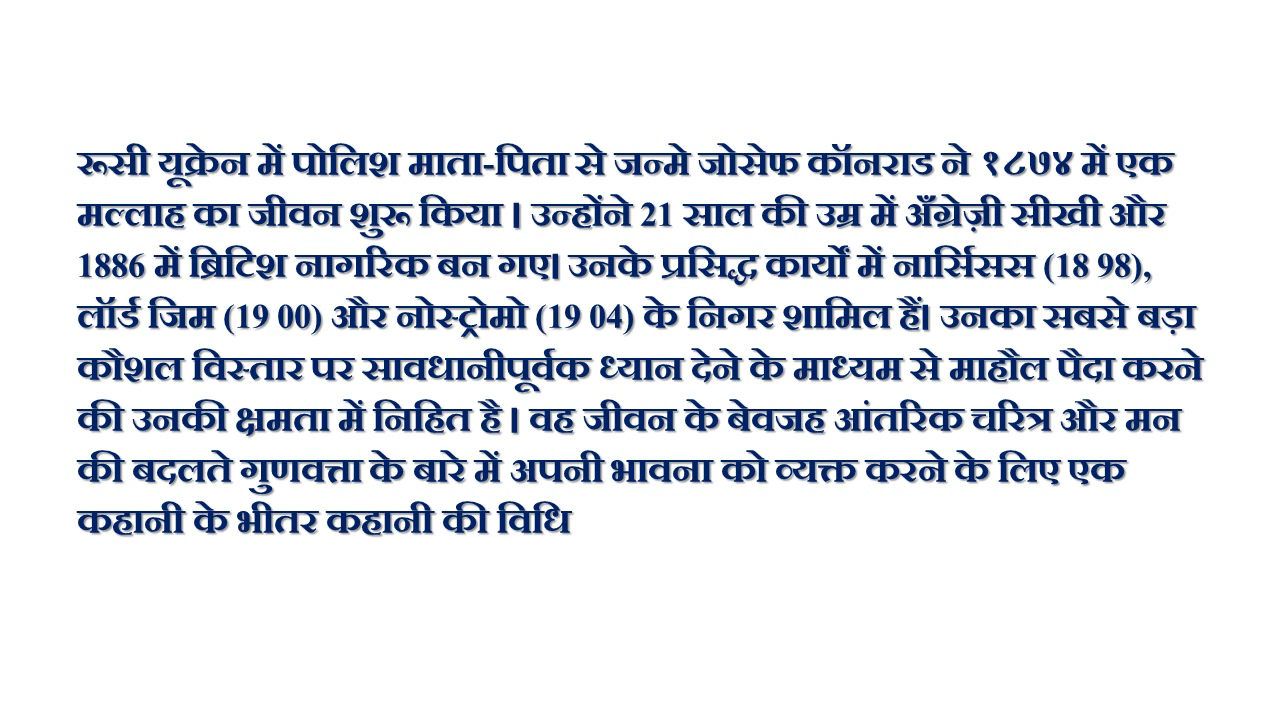 रूसी यूक्रेन में पोलिश माता-पिता से जन्मे जोसेफ कॉनराड ने १८७४ में एक
मल्लाह का जीवन शुरू किया । उन्होंने 21 साल की उम्र में अँग्रेज़ी सीखी और
1886 में ब्रिटिश नागरिक बन गए। उनके प्रसिद्ध कार्यों में नार्सिसस (18 98),
लॉर्ड जिम (19 00) और नोस्ट्रोमो (19 04) के निगर शामिल हैं। उनका सबसे बड़ा
कौशल विस्तार पर सावधानीपूर्वक ध्यान देने के माध्यम से माहौल पैदा करने
की उनकी क्षमता में निहित है । वह जीवन के बेवजह आंतरिक चरित्र और मन
की बदलते गुणवत्ता के बारे में अपनी भावना को व्यक्त करने के लिए एक
कहानी के भीतर कहानी की विधि